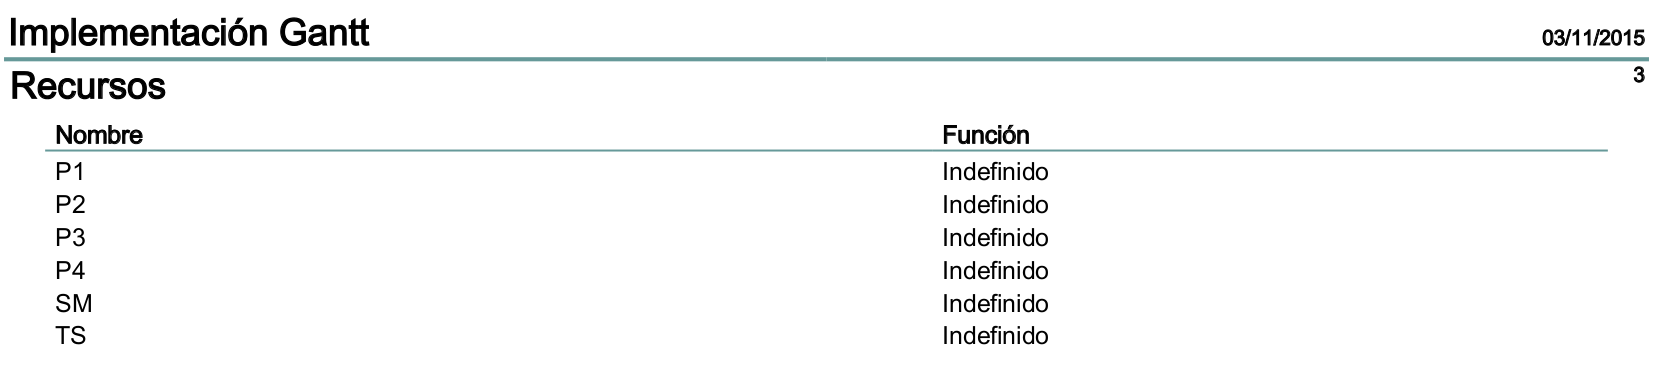 Implementación Gantt
03/11/2015
Recursos
3
Nombre Función
P1 Indefinido
P2 Indefinido
P3 Indefinido
P4 Indefinido
SM Indefinido
TS Indefinido